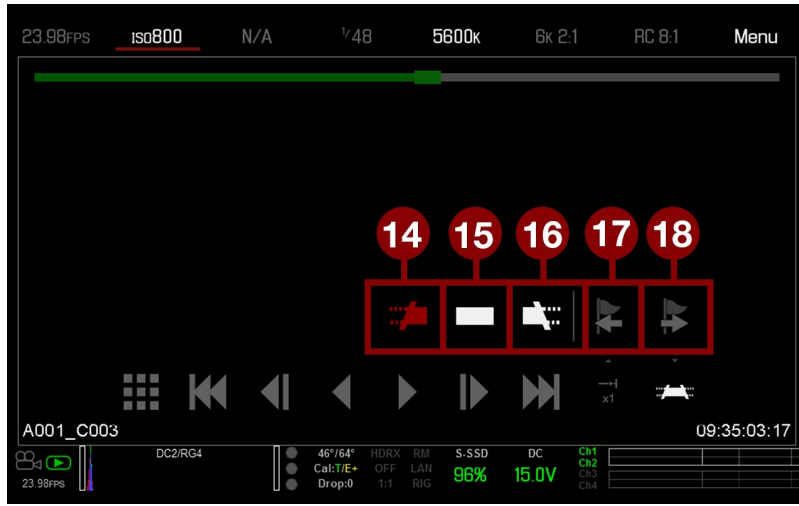 23.98FPS ISO800 N/A 1/48 5600K 6K 2:1 RC 8:1 Menu
14 15 16 17 18
x1
A001_C003 09:35:03:17
DC2/RG4 46°/64° HDRX RM S-SSD DC Ch1
Ch2
Cal:T/E+ OFF LAN 96% 15.0V Ch3
23.98FPS Drop:0 1:1 RIG Ch4